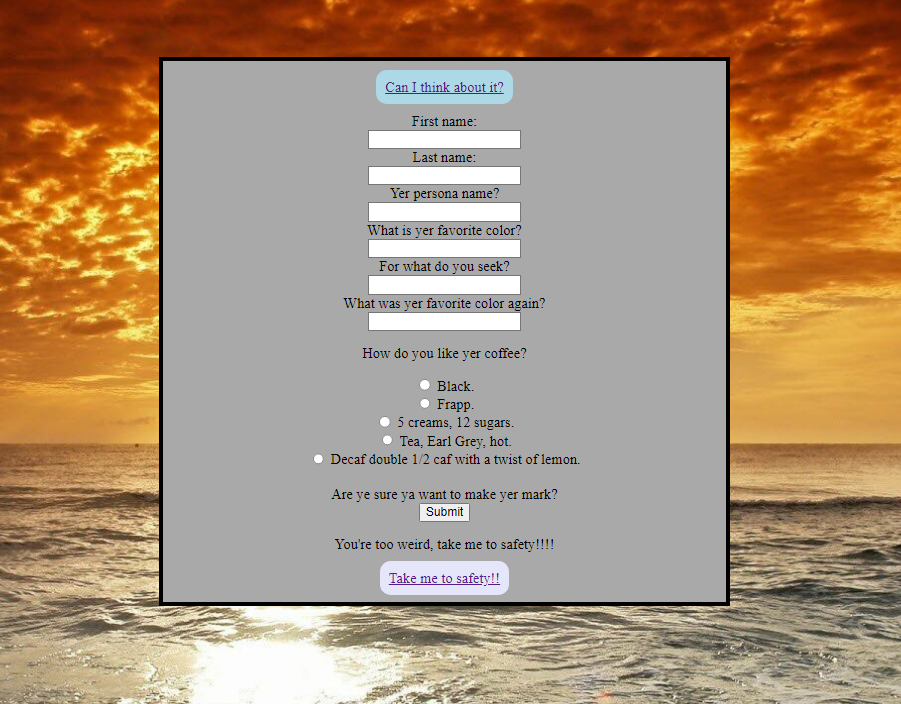 Can I think about it?
First name:
Last name:
Yer persona name?
What is yer favorite color?
For what do you seek?
What was yer favorite color again?
How do you like yer coffee?
Black.
Frapp.
5 creams, 12 sugars.
Tea, Earl Grey, hot.
Decaf double 1/2 caf with a twist of lemon.
Are ye sure ya want to make yer mark?
Submit
You're too weird, take me to safety!!!!
Take me to safety!!